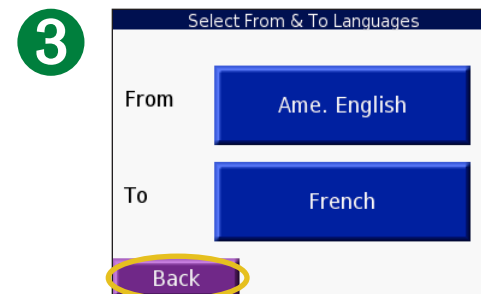 3
Select From & To Languages
From
Ame. English
To
French
Back